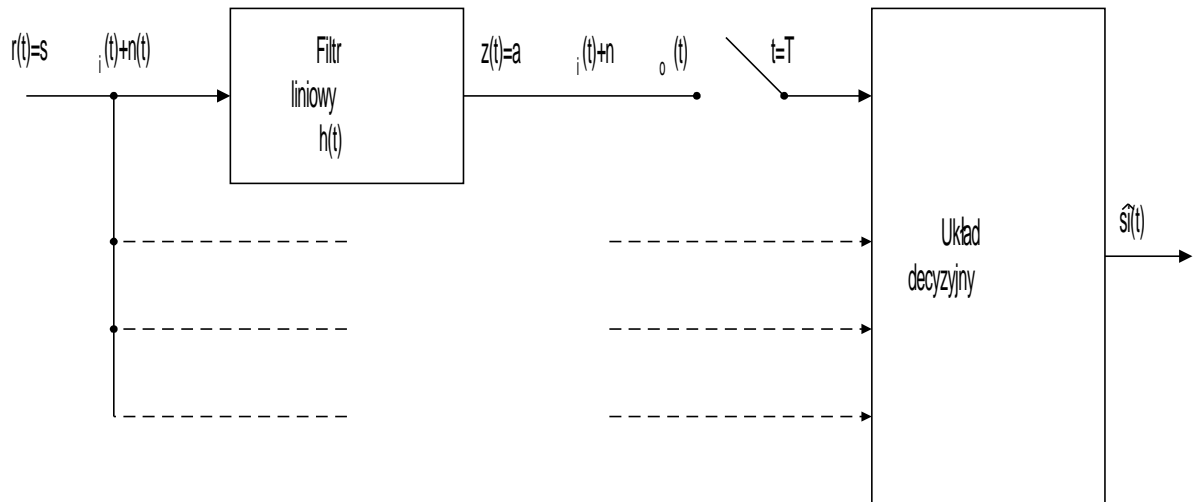 r(t)=s i (t)+n(t)
Filtr
liniowy
h(t)
z(t)=a i (t)+n o (t)
t=T
Układ
decyzyjny
ŝi(t)